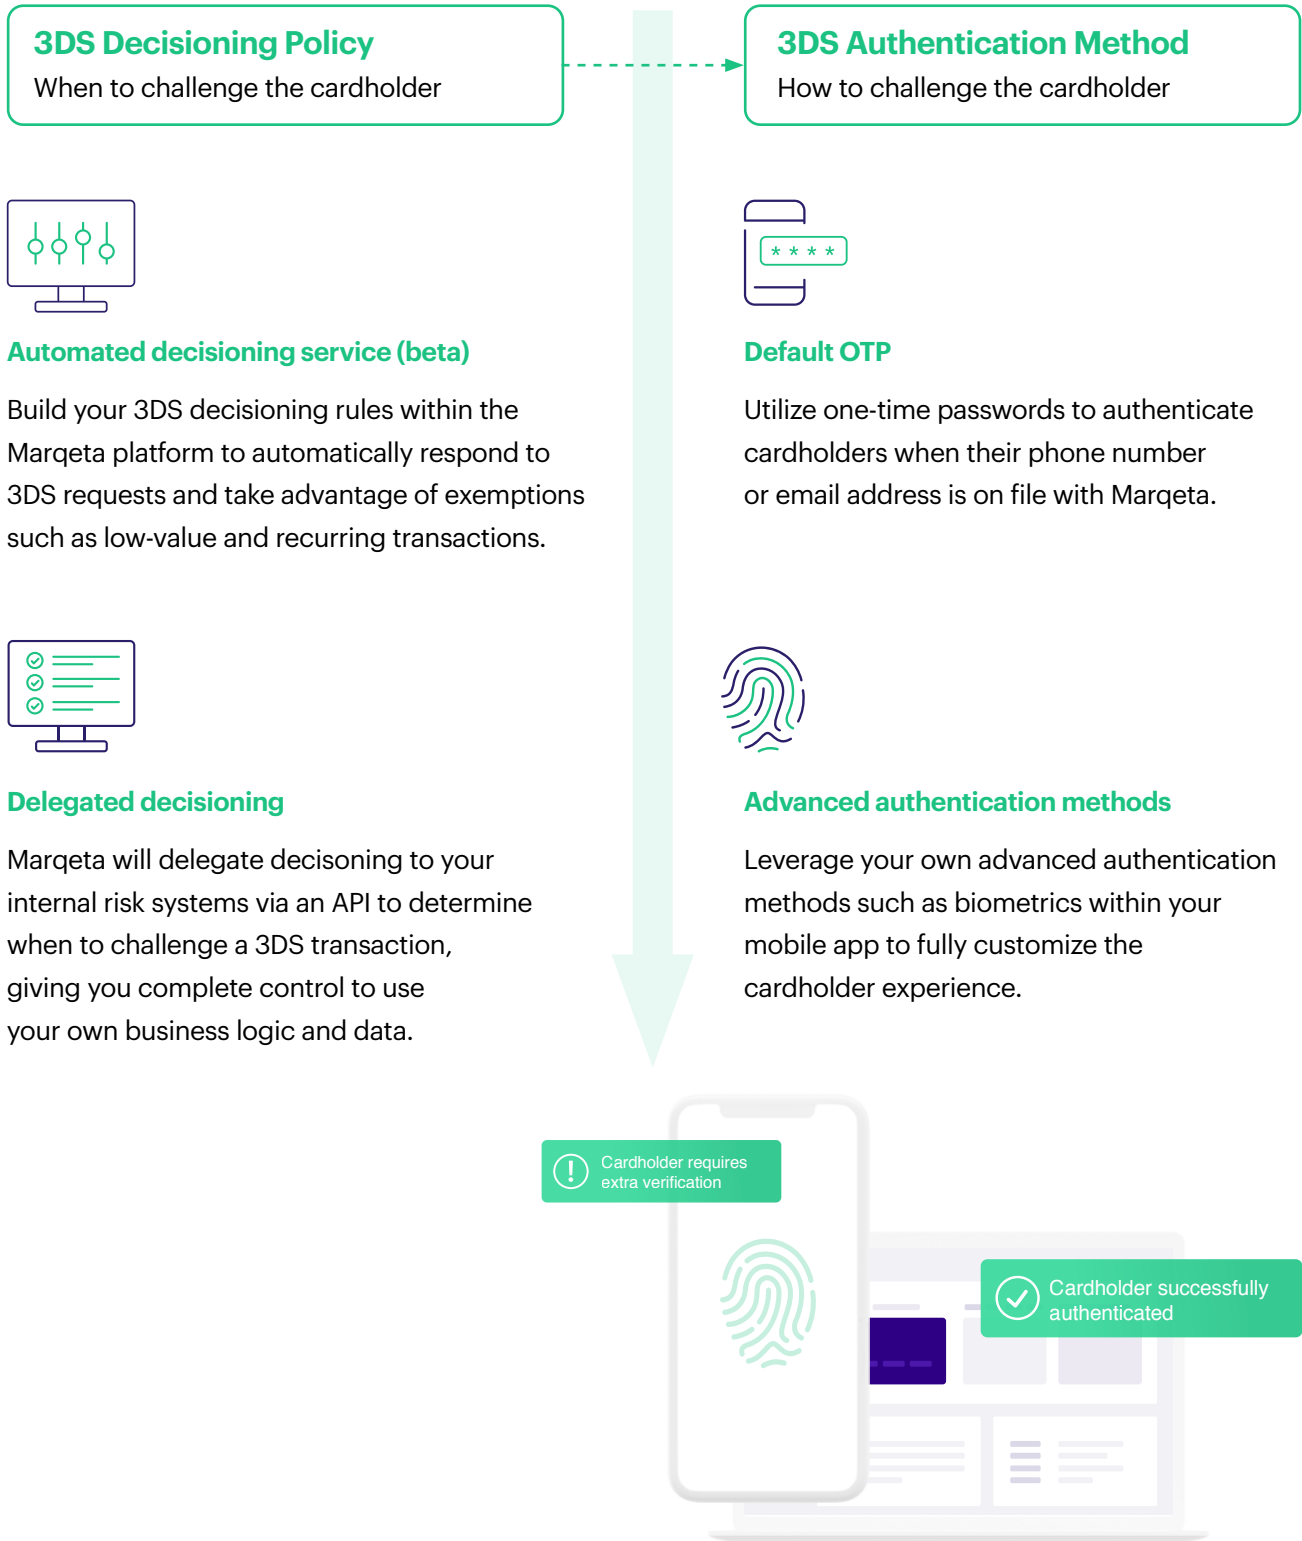 3DS Decisioning Policy
When to challenge the cardholder
3DS Authentication Method
How to challenge the cardholder
Automated decisioning service (beta)
Build your 3DS decisioning rules within the
Marqeta platform to automatically respond to
3DS requests and take advantage of exemptions
such as low-value and recurring transactions.
* * * *
Default OTP
Utilize one-time passwords to authenticate
cardholders when their phone number
or email address is on file with Marqeta.
Delegated decisioning
Marqeta will delegate decisoning to your
internal risk systems via an API to determine
when to challenge a 3DS transaction,
giving you complete control to use
your own business logic and data.
Advanced authentication methods
Leverage your own advanced authentication
methods such as biometrics within your
mobile app to fully customize the
cardholder experience.
Cardholder requires
extra verification
Cardholder successfully
authenticated